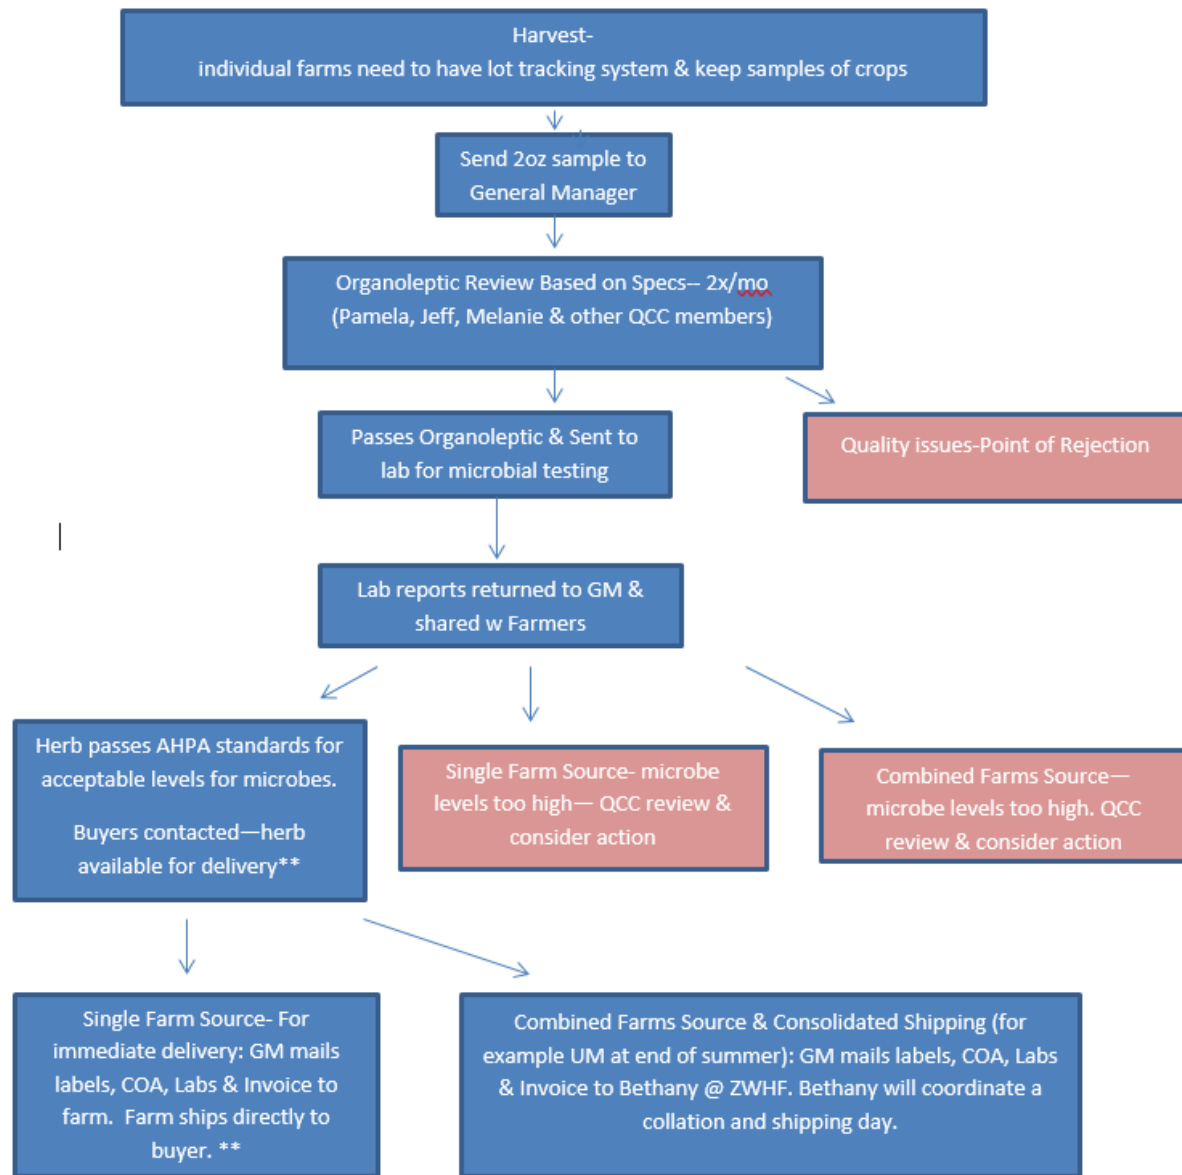 Harvest-
individual farms need to have lot tracking system & keep samples of crops
Send 2oz sample to
General Manager
Organoleptic Review Based on Specs-- 2x/mo
(Pamela, Jeff, Melanie & other QCC members)
Passes Organoleptic & Sent to
lab for microbial testing
Quality issues-Point of Rejection
Lab reports returned to GM &
shared w Farmers
Herb passes AHPA standards for
acceptable levels for microbes.
Buyers contacted—herb
available for delivery**
Single Farm Source- microbe
levels too high— QCC review &
consider action
Combined Farms Source—
microbe levels too high. QCC
review & consider action
Single Farm Source- For
immediate delivery: GM mails
labels, COA, Labs & Invoice to
farm.  Farm ships directly to
buyer. **
Combined Farms Source & Consolidated Shipping (for
example UM at end of summer): GM mails labels, COA, Labs
& Invoice to Bethany @ ZWHF. Bethany will coordinate a
collation and shipping day.